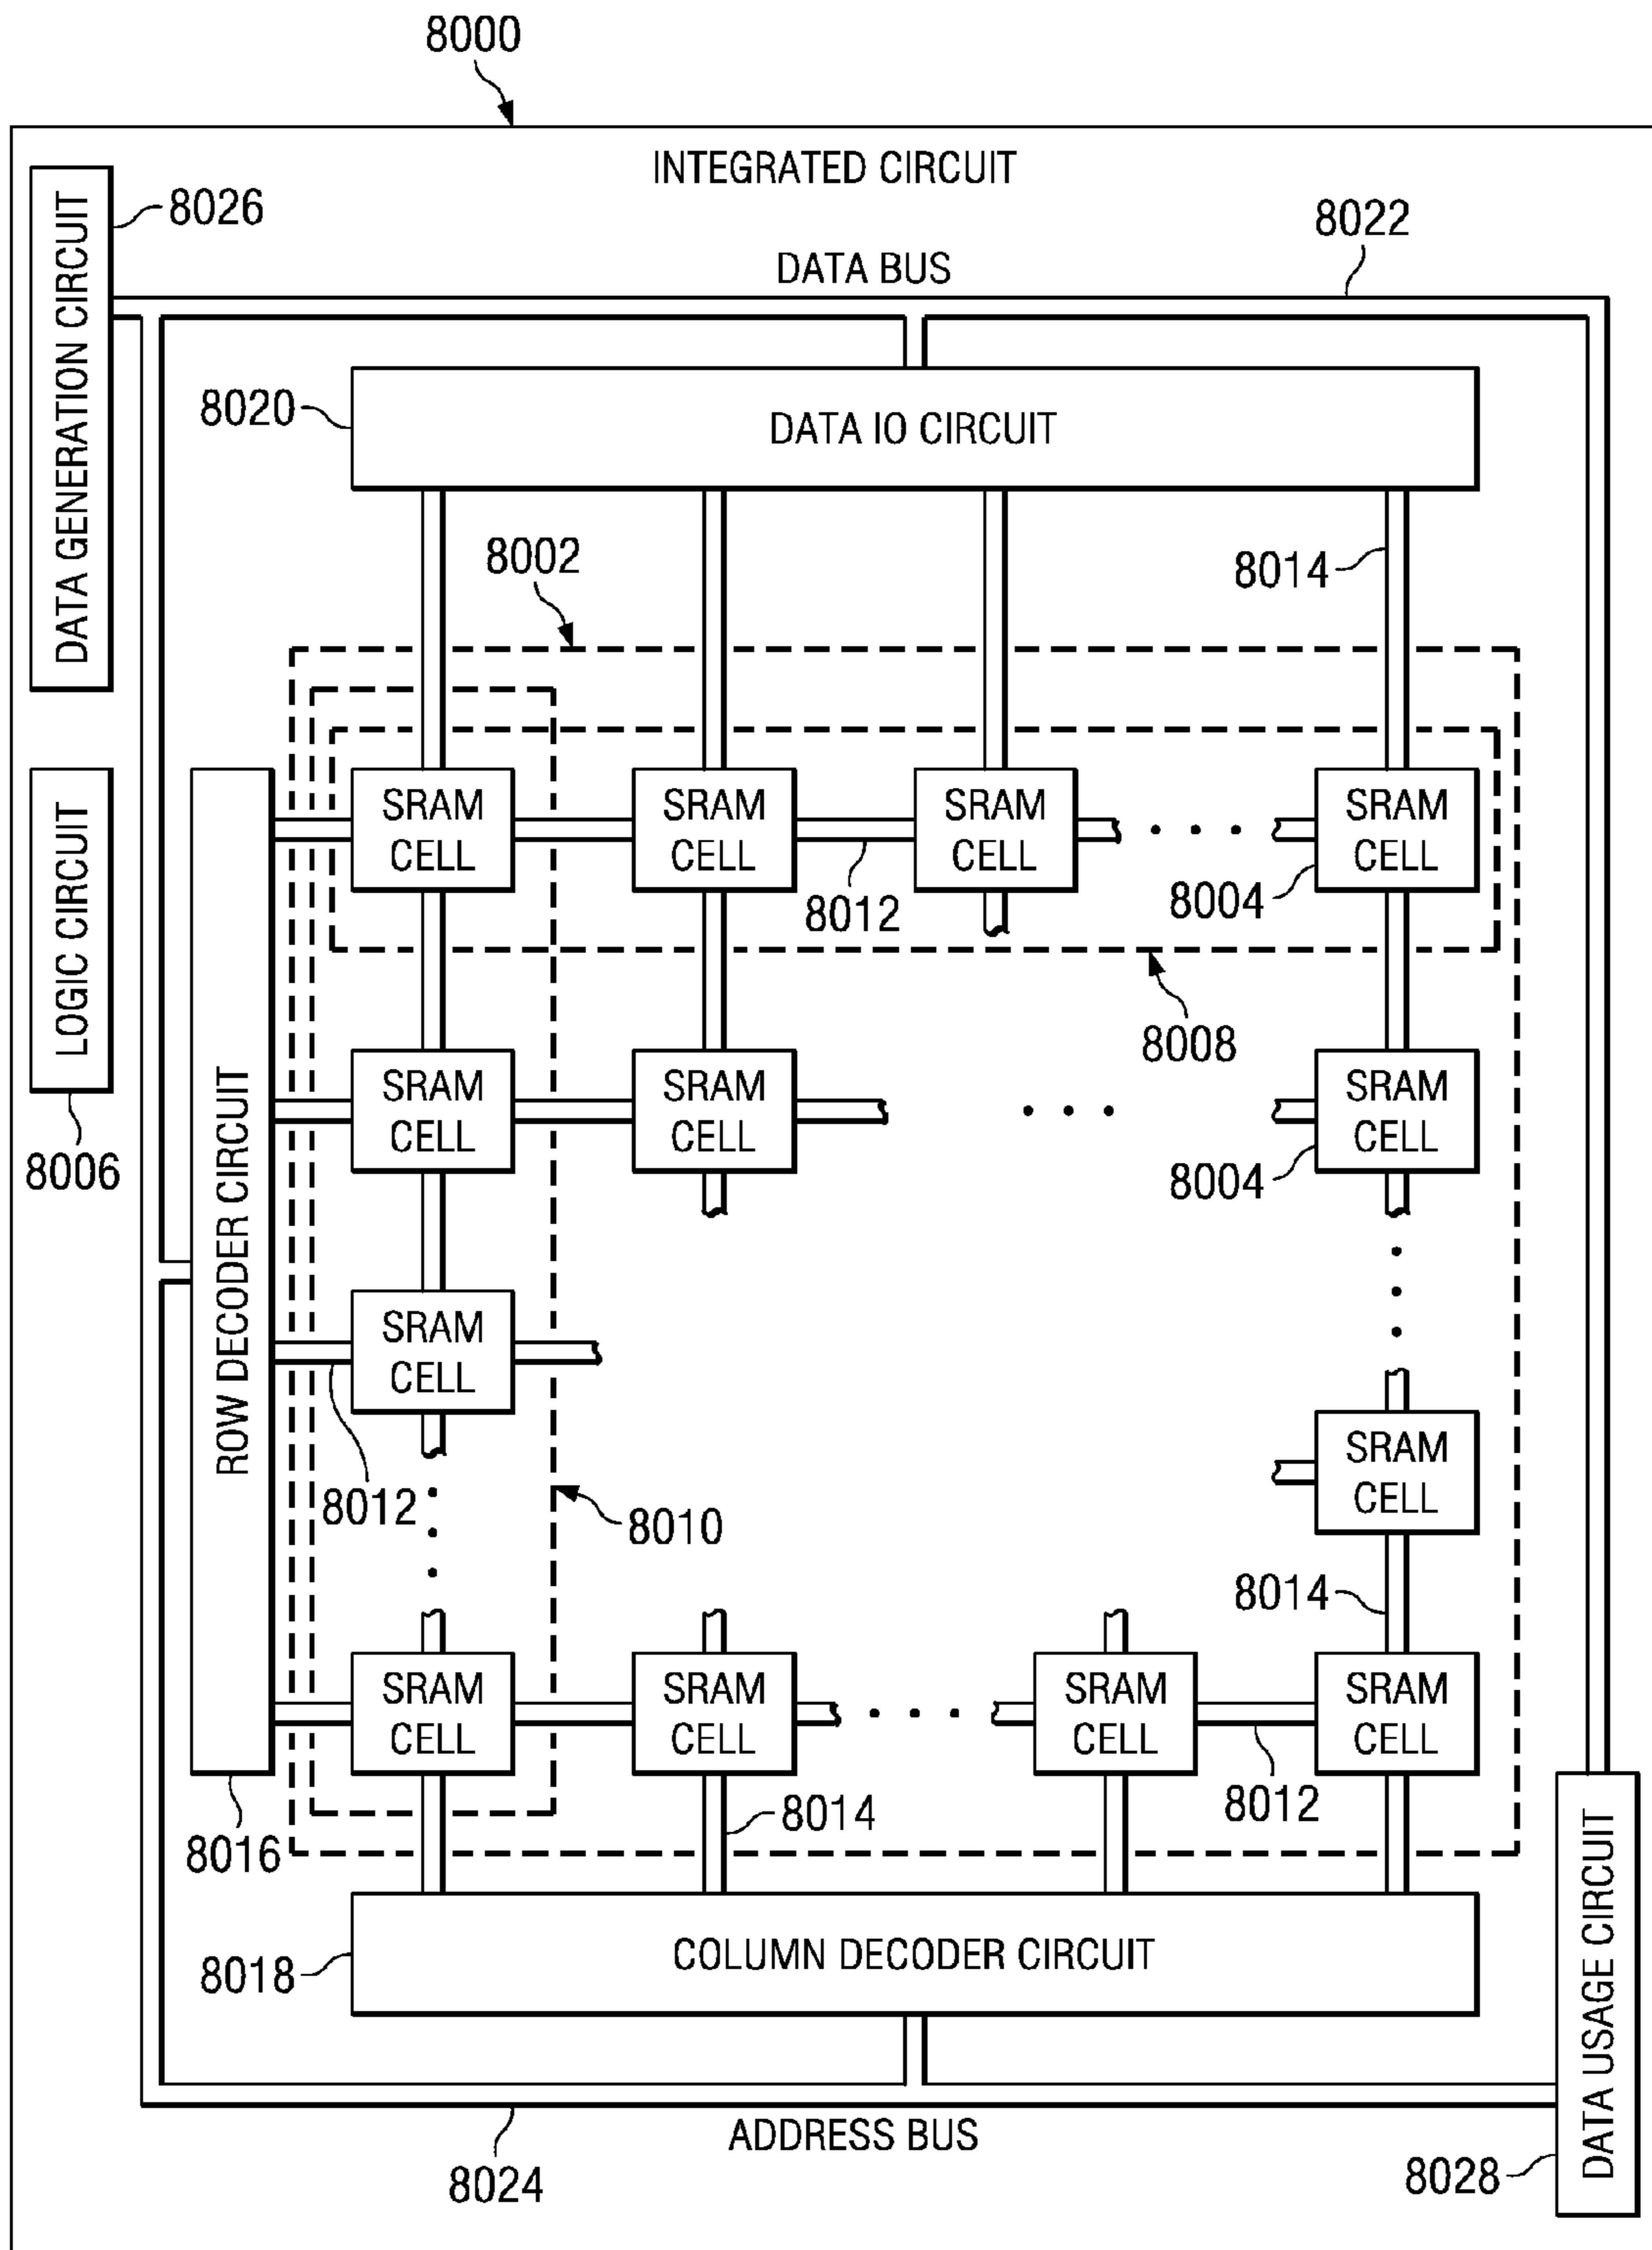 8000
INTEGRATED CIRCUIT
DATA GENERATION CIRCUIT
8026
8022
DATA BUS
8020
DATA IO CIRCUIT
8002
8014
LOGIC CIRCUIT
8006
SRAM
CELL
SRAM
CELL
SRAM
CELL
SRAM
CELL
8012
8004
8008
ROW DECODER CIRCUIT
SRAM
CELL
SRAM
CELL
SRAM
CELL
8004
SRAM
CELL
8012
8010
SRAM
CELL
8014
SRAM
CELL
SRAM
CELL
SRAM
CELL
SRAM
CELL
8016
8014
8012
8018
COLUMN DECODER CIRCUIT
DATA USAGE CIRCUIT
ADDRESS BUS
8024
8028